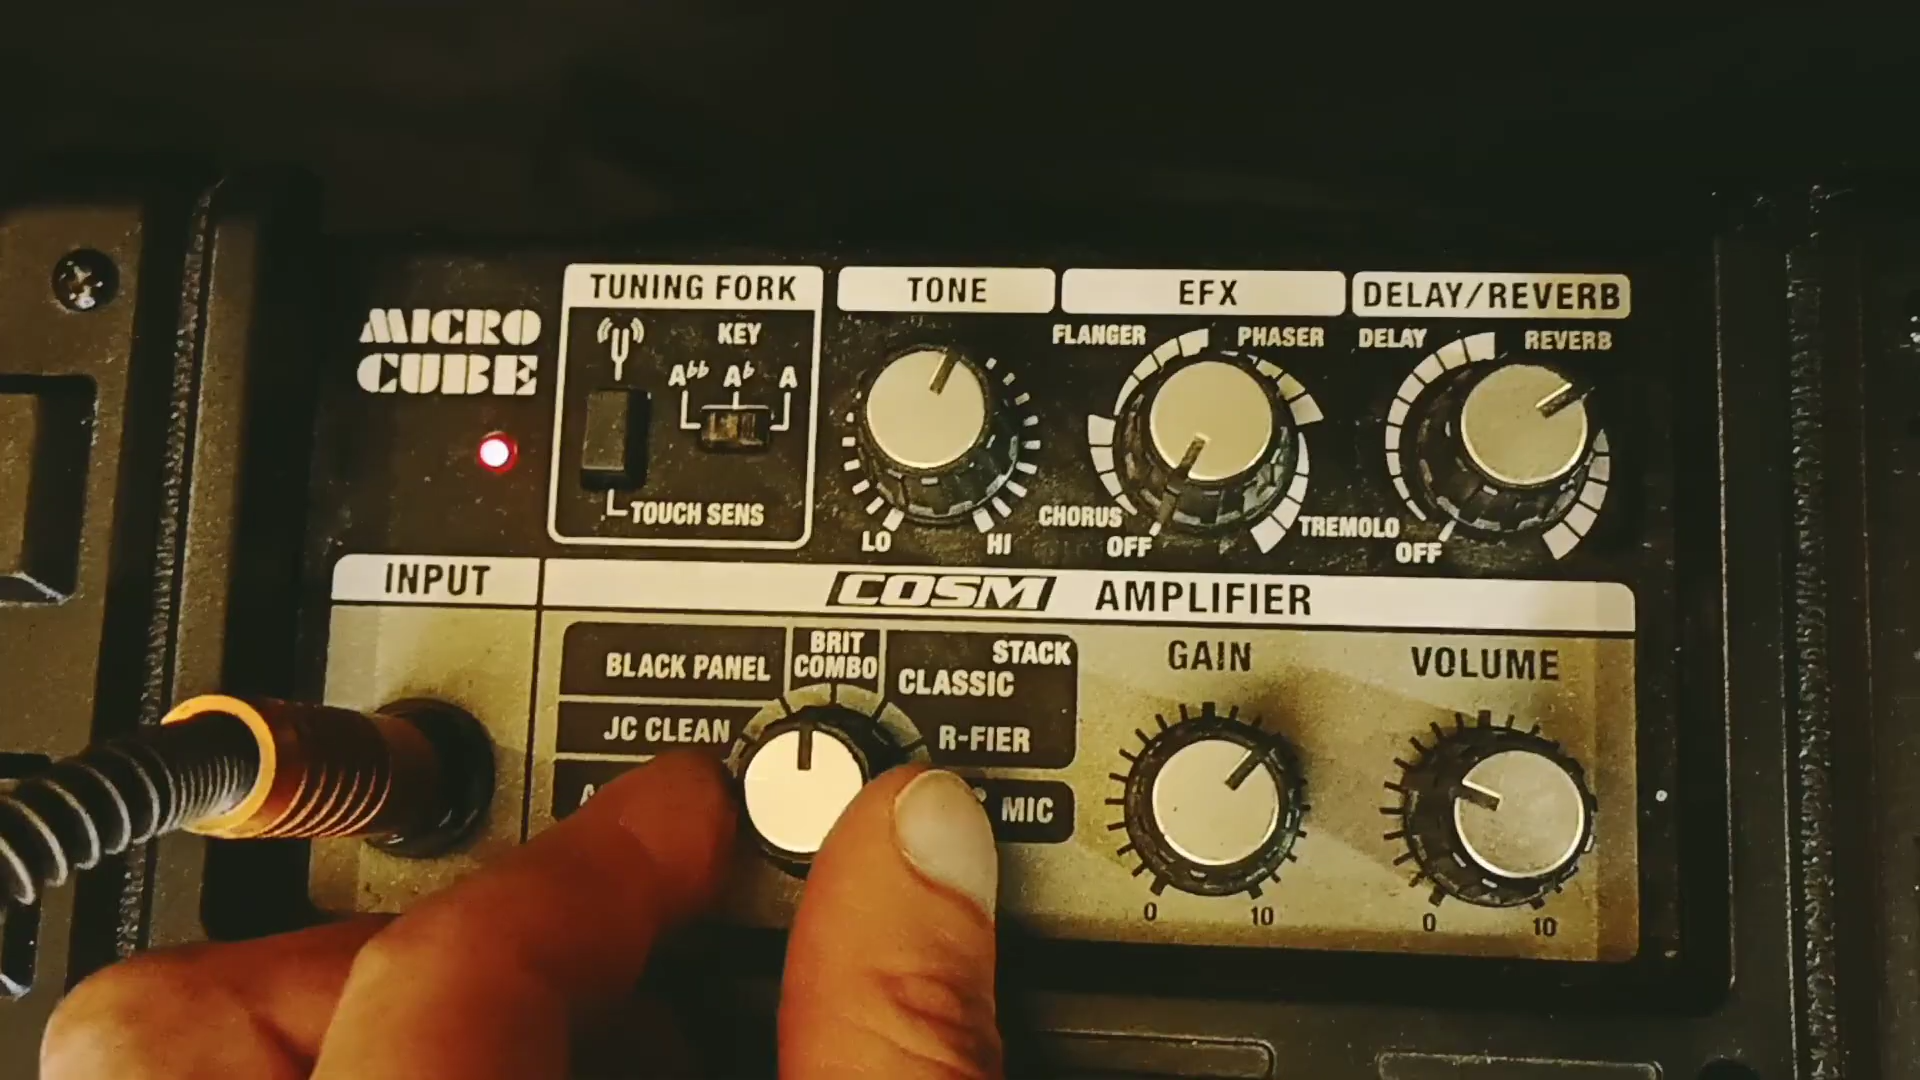 MICRO
CUBE
TUNING FORK
KEY
A♭♭ A♭ A
TOUCH SENS
TONE
LO HI
EFX
FLANGER PHASER
CHORUS TREMOLO
OFF
DELAY/REVERB
DELAY REVERB
OFF
INPUT
COSM AMPLIFIER
BLACK PANEL
BRIT
COMBO
STACK
CLASSIC
JC CLEAN
R-FIER
MIC
GAIN
0 10
VOLUME
0 10